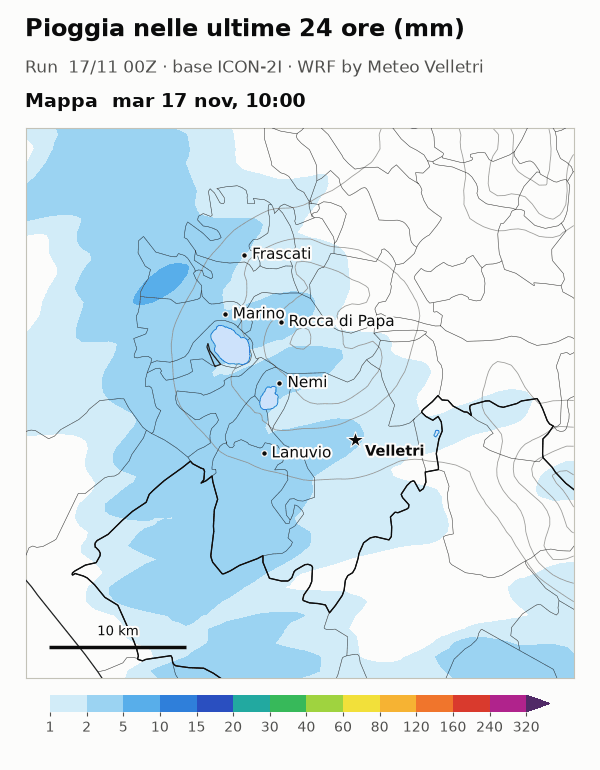 Pioggia nelle ultime 24 ore (mm)
Run  17/11 00Z · base ICON-2I · WRF by Meteo Velletri
Mappa  mar 17 nov, 10:00
Frascati
Marino
Rocca di Papa
Nemi
Velletri
Lanuvio
10 km
1 2 5 10 15 20 30 40 60 80 120 160 240 320